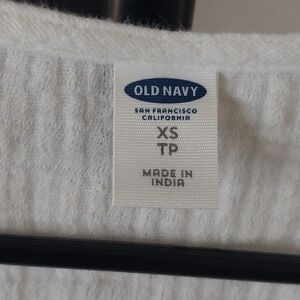 OLD NAVY
SAN FRANCISCO
CALIFORNIA
XS
TP
MADE IN
INDIA